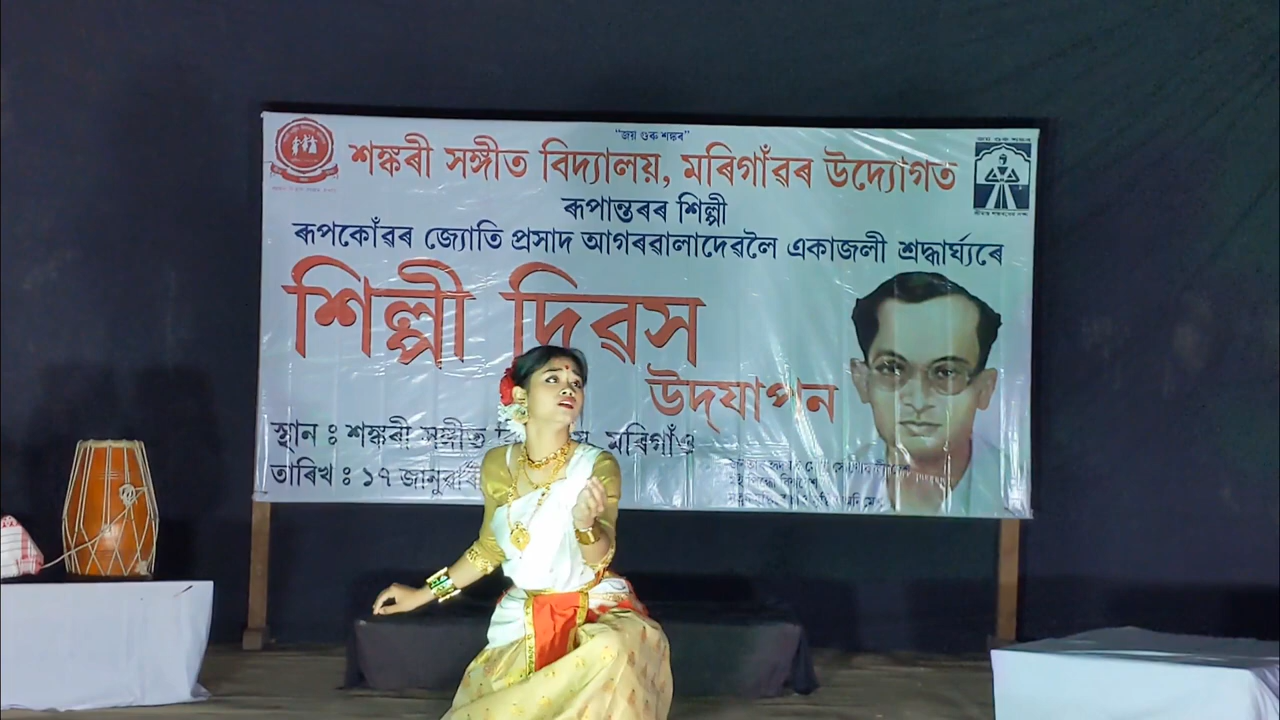 "জয় গুৰু শঙ্কৰ"
শঙ্কৰী সঙ্গীত বিদ্যালয়, মৰিগাঁৱৰ উদ্যোগত
ৰূপান্তৰৰ শিল্পী
ৰূপকোঁৱৰ জ্যোতি প্ৰসাদ আগৰৱালাদেৱলৈ একাজলী শ্ৰদ্ধাৰ্ঘ্যৰে
শিল্পী দিৱস
উদ্‌যাপন
স্থান ঃ শঙ্কৰী সঙ্গীত মৰিগাঁও
তাৰিখ ঃ ১৭ জানুৱাৰী